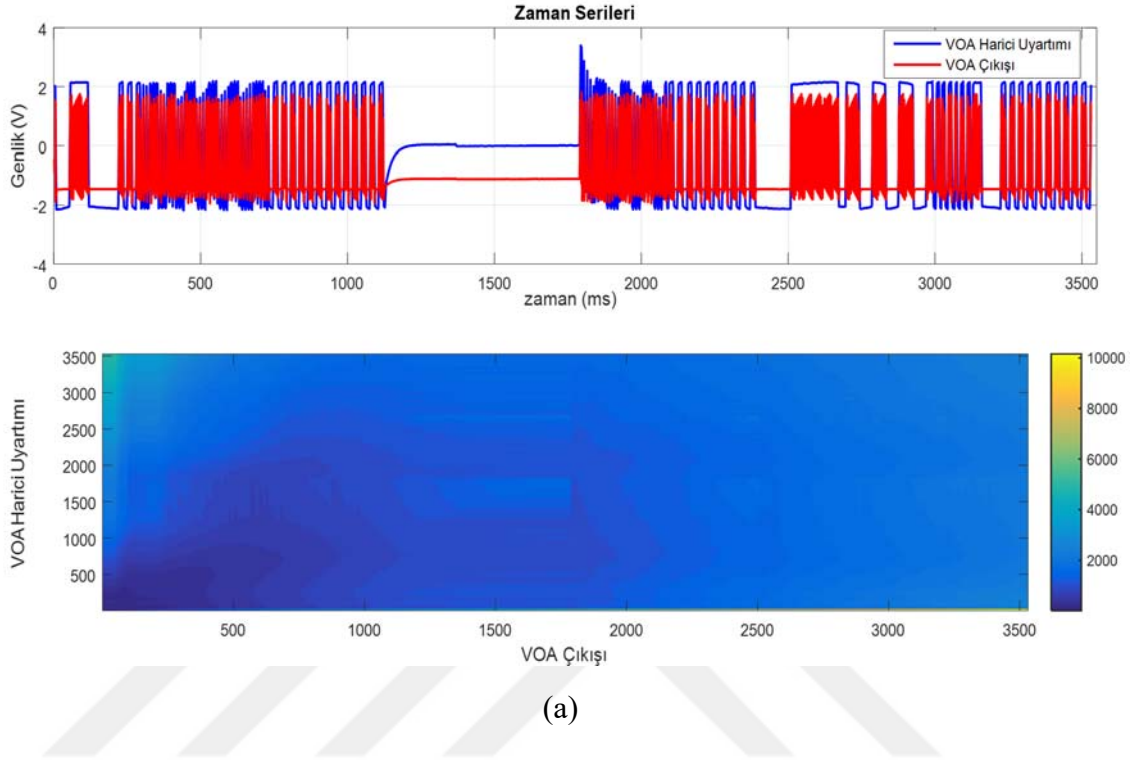 Zaman Serileri
VOA Harici Uyartımı
VOA Çıkışı
Genlik (V)
4
2
0
-2
-4
0 500 1000 1500 2000 2500 3000 3500
zaman (ms)
VOA Harici Uyartımı
3500
3000
2500
2000
1500
1000
500
500 1000 1500 2000 2500 3000 3500
VOA Çıkışı
10000
8000
6000
4000
2000
(a)